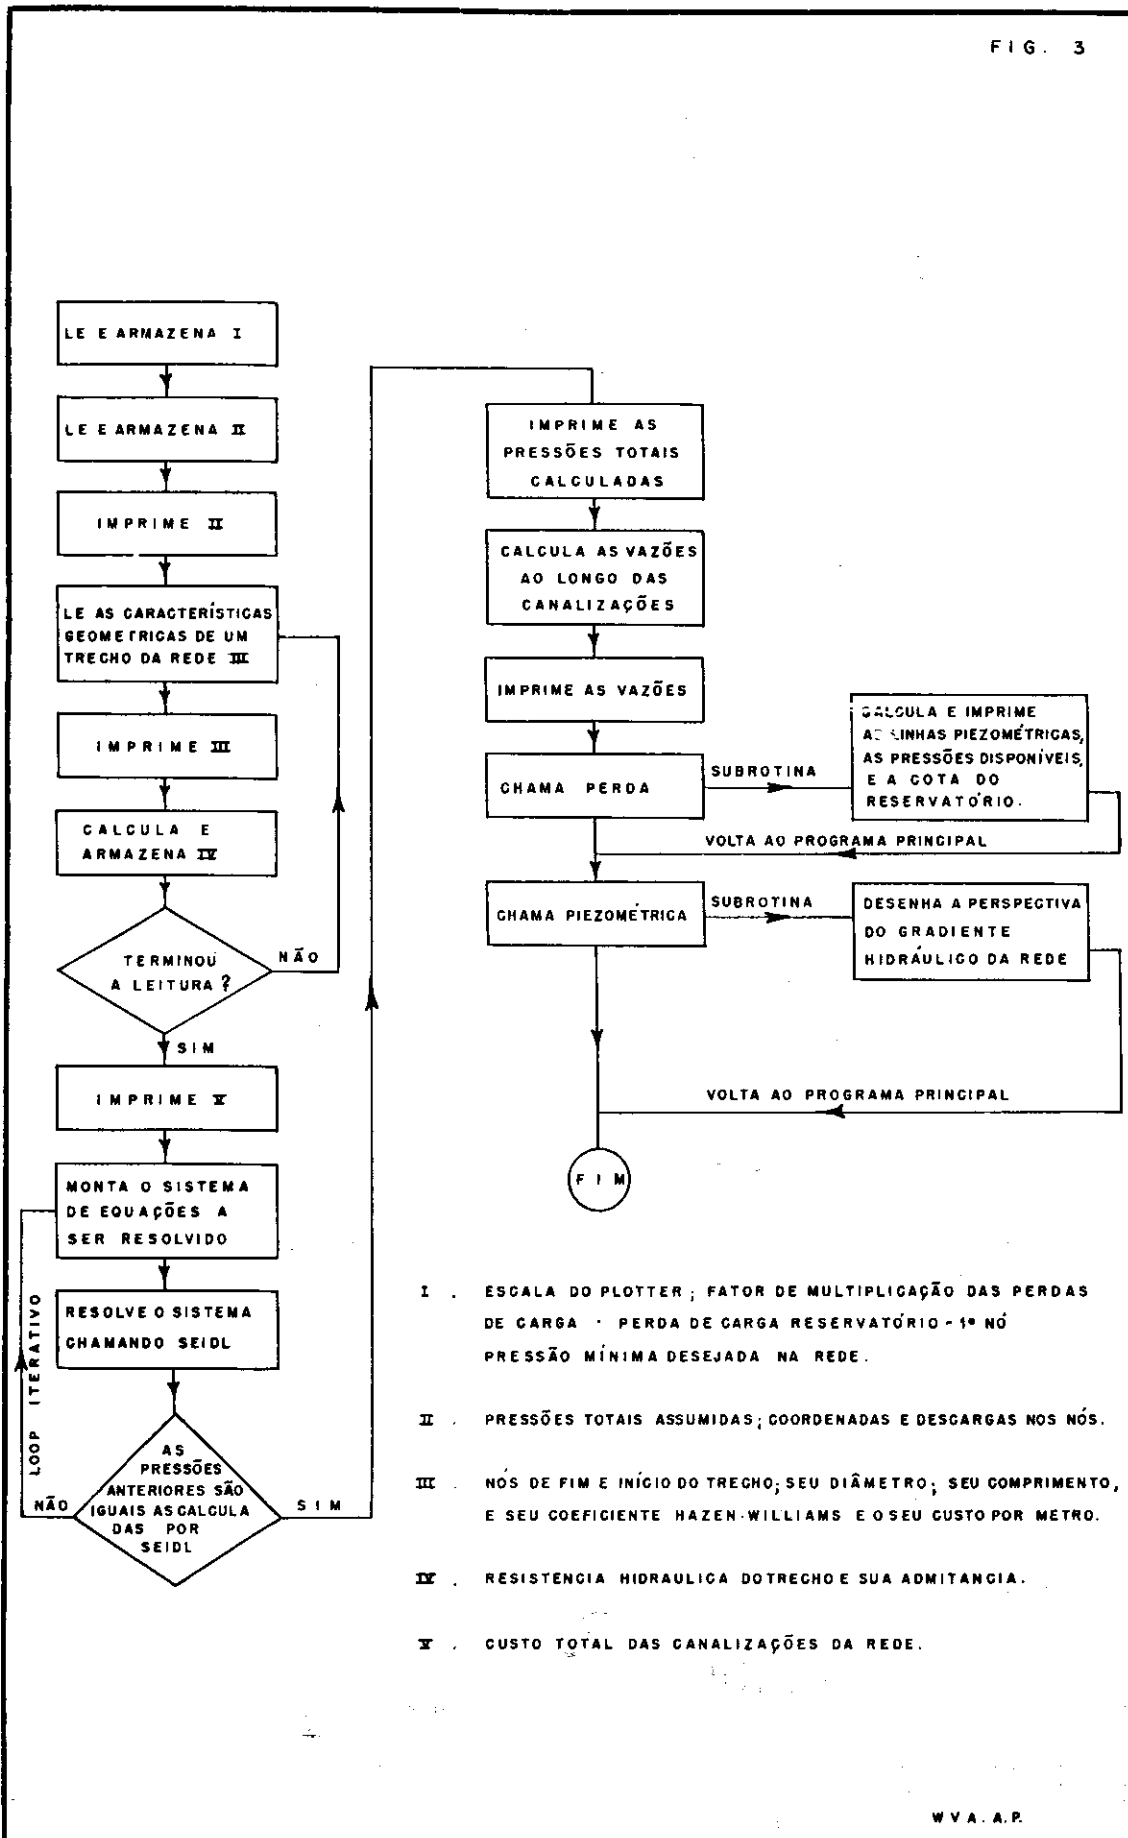 FIG. 3
LE E ARMAZENA I
LE E ARMAZENA II
IMPRIME II
LE AS CARACTERÍSTICAS
GEOMETRICAS DE UM
TRECHO DA REDE III
IMPRIME III
CALCULA E
ARMAZENA IV
TERMINOU
A LEITURA?
NÃO
SIM
IMPRIME V
MONTA O SISTEMA
DE EQUAÇÕES A
SER RESOLVIDO
RESOLVE O SISTEMA
CHAMANDO SEIDL
LOOP ITERATIVO
AS
PRESSÕES
ANTERIORES SÃO
IGUAIS AS CALCULA
DAS POR
SEIDL
NÃO
SIM
IMPRIME AS
PRESSÕES TOTAIS
CALCULADAS
CALCULA AS VAZÕES
AO LONGO DAS
CANALIZAÇÕES
IMPRIME AS VAZÕES
CHAMA PERDA
SUBROTINA
CALCULA E IMPRIME
AS LINHAS PIEZOMÉTRICAS,
AS PRESSÕES DISPONÍVEIS,
E A COTA DO
RESERVATÓRIO.
VOLTA AO PROGRAMA PRINCIPAL
CHAMA PIEZOMÉTRICA
SUBROTINA
DESENHA A PERSPECTIVA
DO GRADIENTE
HIDRÁULICO DA REDE
VOLTA AO PROGRAMA PRINCIPAL
FIM
I . ESCALA DO PLOTTER; FATOR DE MULTIPLICAÇÃO DAS PERDAS
DE CARGA · PERDA DE CARGA RESERVATÓRIO - 1º NÓ
PRESSÃO MÍNIMA DESEJADA NA REDE.
II . PRESSÕES TOTAIS ASSUMIDAS; COORDENADAS E DESCARGAS NOS NÓS.
III . NÓS DE FIM E INÍCIO DO TRECHO; SEU DIÂMETRO; SEU COMPRIMENTO,
E SEU COEFICIENTE HAZEN-WILLIAMS E O SEU CUSTO POR METRO.
IV . RESISTENCIA HIDRAULICA DO TRECHO E SUA ADMITANCIA.
V . CUSTO TOTAL DAS CANALIZAÇÕES DA REDE.
W V A . A. P.